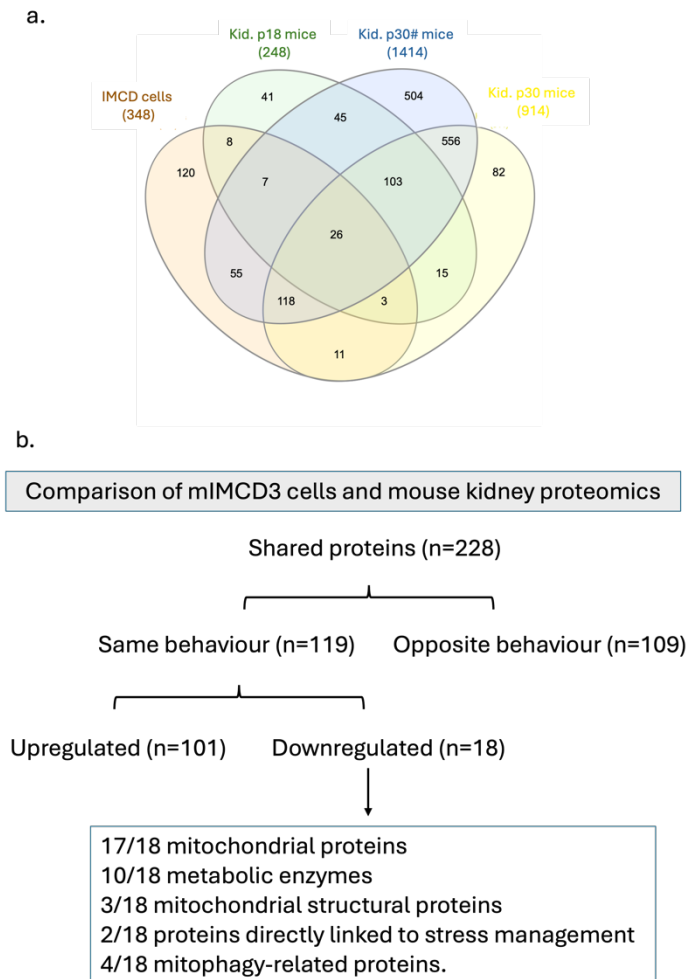 a.
Kid. p18 mice
(248)
Kid. p30# mice
(1414)
IMCD cells
(348)
Kid. p30 mice
(914)
41
504
45
8
556
120
7
103
82
26
55
15
118
3
11
b.
Comparison of mIMCD3 cells and mouse kidney proteomics
Shared proteins (n=228)
Same behaviour (n=119)
Opposite behaviour (n=109)
Upregulated (n=101)
Downregulated (n=18)
17/18 mitochondrial proteins
10/18 metabolic enzymes
3/18 mitochondrial structural proteins
2/18 proteins directly linked to stress management
4/18 mitophagy-related proteins.